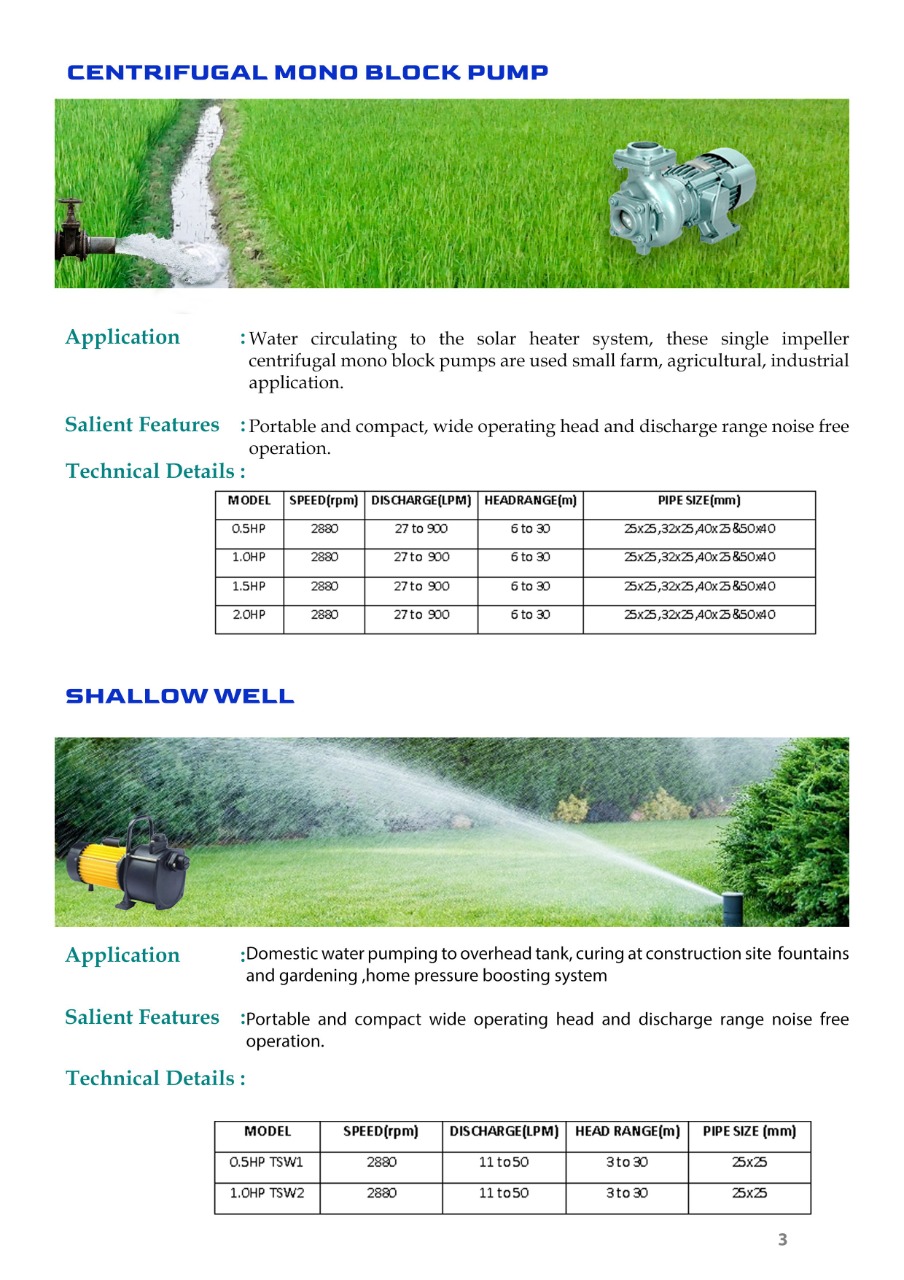 CENTRIFUGAL MONO BLOCK PUMP
Application : Water circulating to the solar heater system, these single impeller
centrifugal mono block pumps are used small farm, agricultural, industrial
application.
Salient Features : Portable and compact, wide operating head and discharge range noise free
operation.
Technical Details :
MODEL SPEED(rpm) DISCHARGE(LPM) HEADRANGE(m) PIPE SIZE(mm)
0.5HP 2880 27 to 900 6 to 30 25x25,32x25,40x25&50x40
1.0HP 2880 27 to 900 6 to 30 25x25,32x25,40x25&50x40
1.5HP 2880 27 to 900 6 to 30 25x25,32x25,40x25&50x40
2.0HP 2880 27 to 900 6 to 30 25x25,32x25,40x25&50x40
SHALLOW WELL
Application :Domestic water pumping to overhead tank, curing at construction site fountains
and gardening ,home pressure boosting system
Salient Features :Portable and compact wide operating head and discharge range noise free
operation.
Technical Details :
MODEL SPEED(rpm) DISCHARGE(LPM) HEAD RANGE(m) PIPE SIZE (mm)
0.5HP TSW1 2880 11 to 50 3 to 30 25x25
1.0HP TSW2 2880 11 to 50 3 to 30 25x25
3